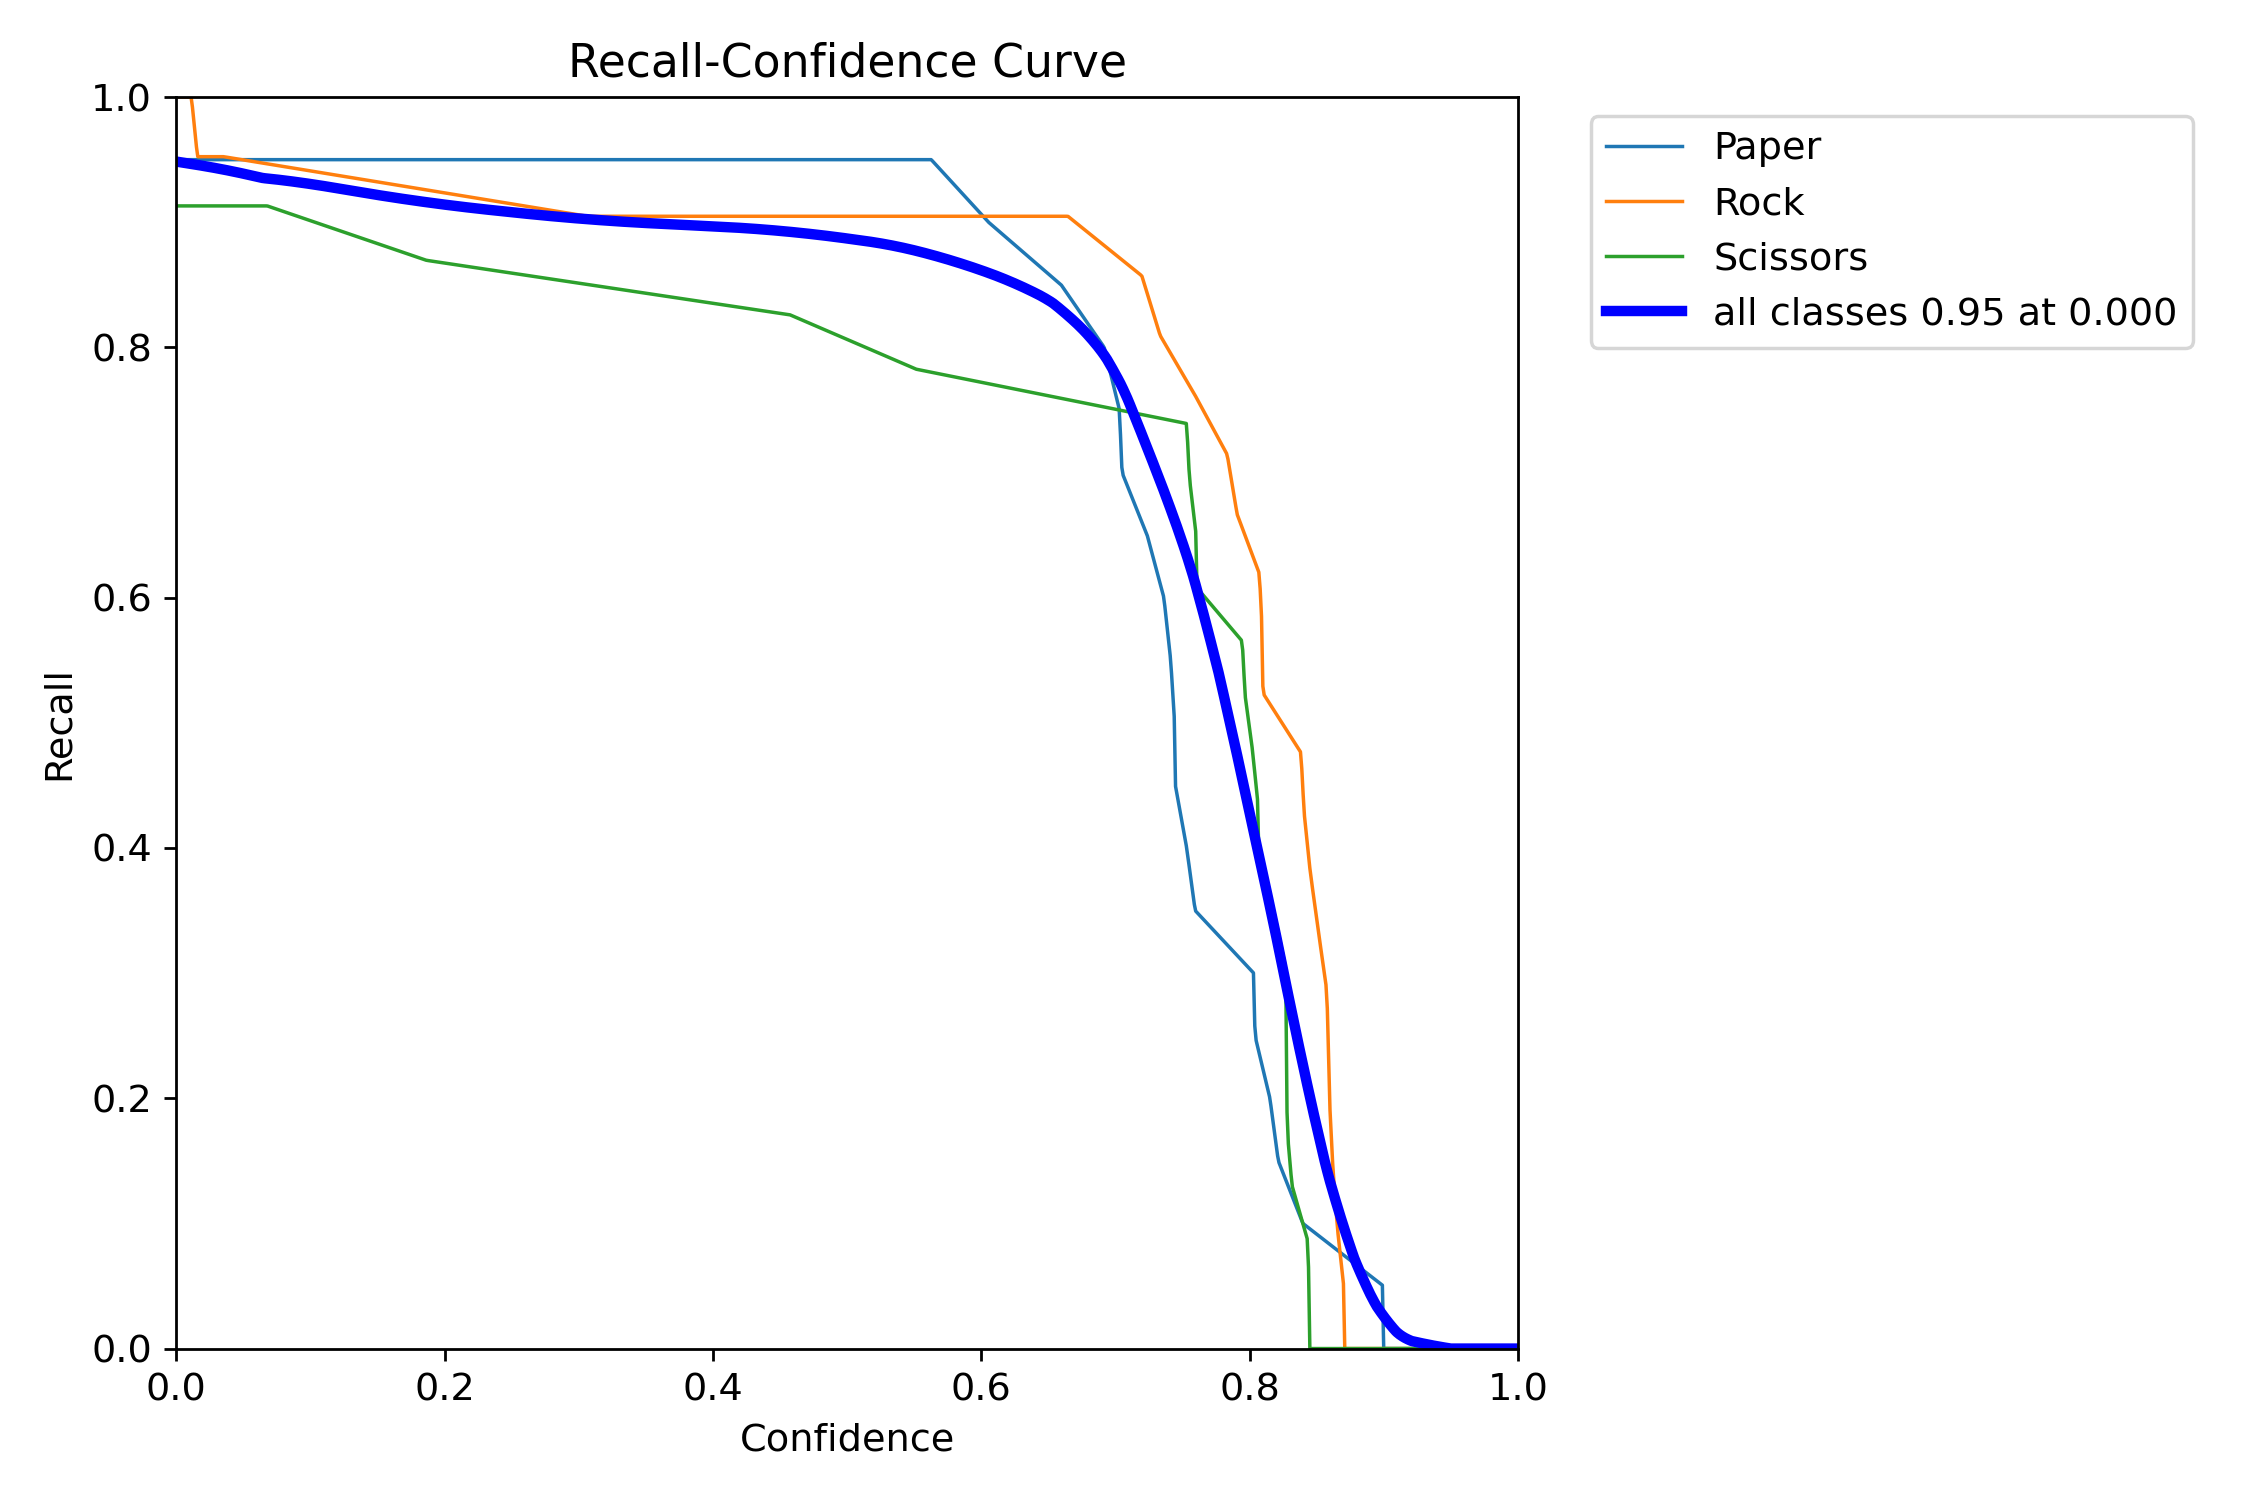 Recall-Confidence Curve
1.0
0.8
0.6
0.4
0.2
0.0
Recall
0.0 0.2 0.4 0.6 0.8 1.0
Confidence
Paper
Rock
Scissors
all classes 0.95 at 0.000